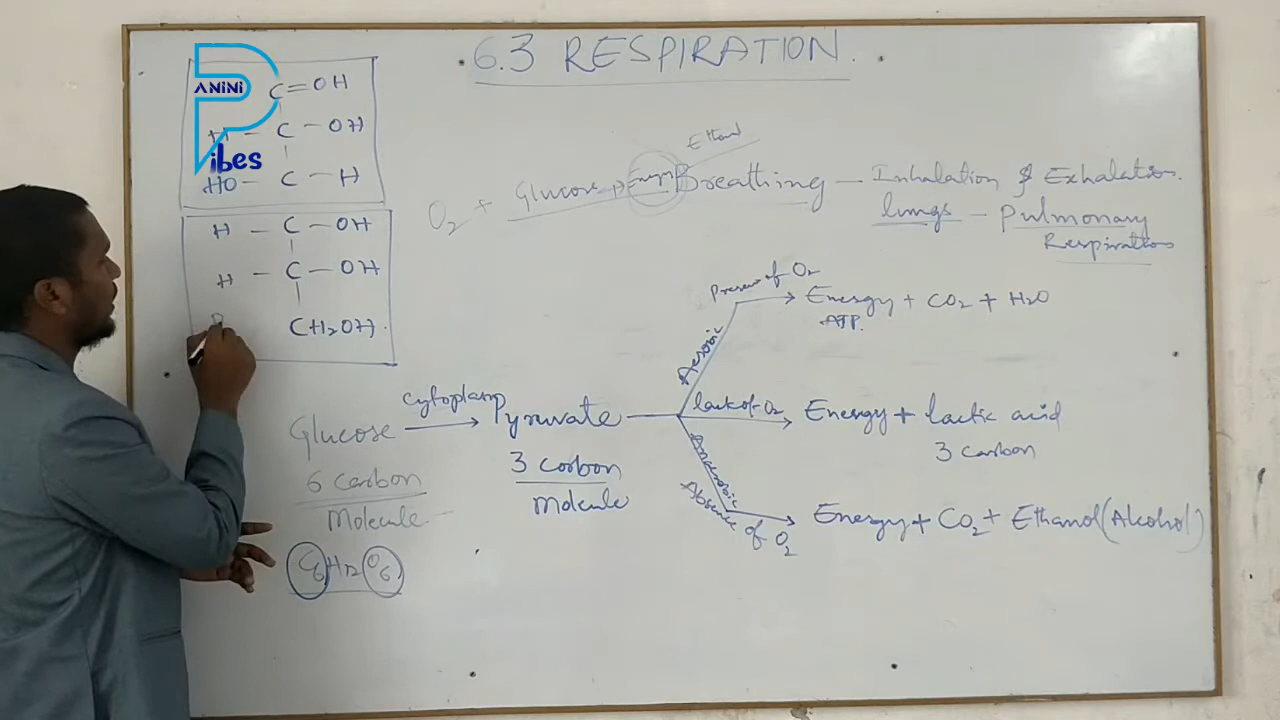 6.3 RESPIRATION.
PANINI
Vibes
C=OH
H - C - OH
HO - C - H
H - C - OH
H - C - OH
CH2OH
Ethanol
O2 + Glucose → Breathing - Inhalation & Exhalation.
lungs - Pulmonary
Respiration
Presence of O2
Energy + CO2 + H2O
ATP.
Aerobic
Glucose cytoplasm Pyruvate lack of O2 Energy + lactic acid
6 carbon
Molecule
3 carbon
Molecule
3 carbon
Anaerobic
Absence of O2
Energy + CO2 + Ethanol (Alcohol)
C6H12O6